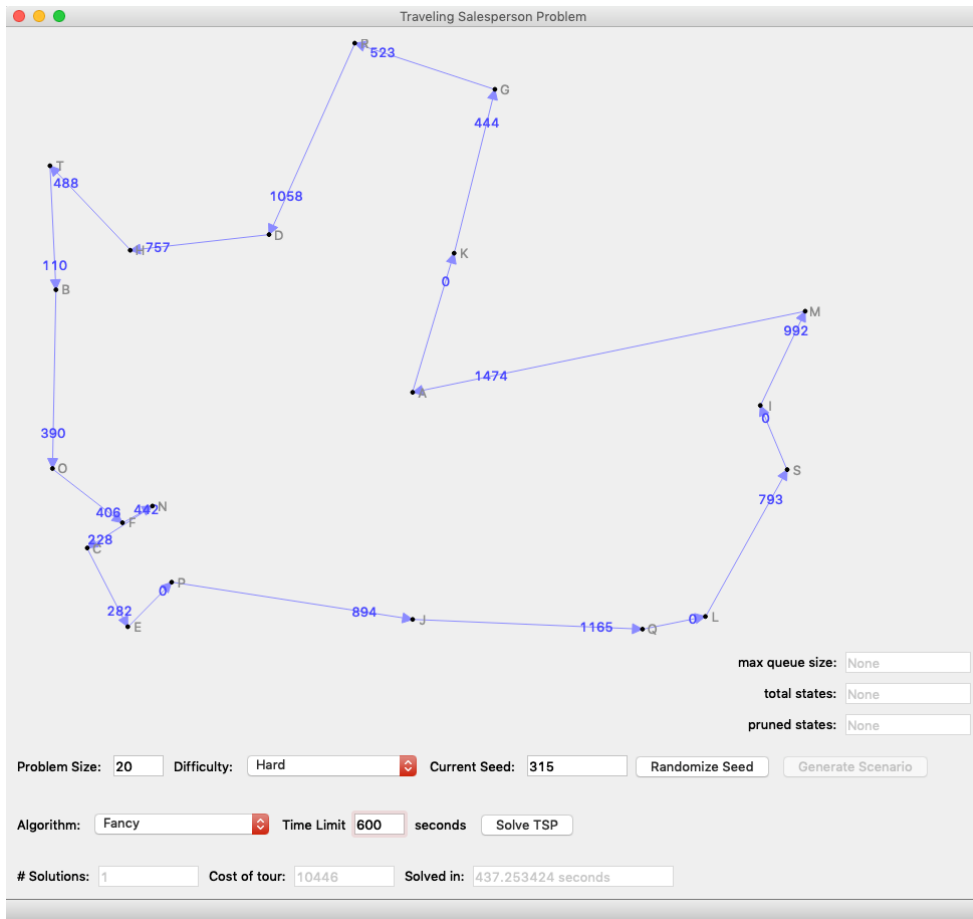 Traveling Salesperson Problem
R
523
G
444
T
488
1058
D
H 757
K
110
0
B
M
992
1474
A
I
0
390
O
S
793
N
406 442
F
228
C
P
0
282
894
J
L
0
E
1165
Q
max queue size: None
total states: None
pruned states: None
Problem Size: 20 Difficulty: Hard Current Seed: 315 Randomize Seed Generate Scenario
Algorithm: Fancy Time Limit 600 seconds Solve TSP
# Solutions: 1 Cost of tour: 10446 Solved in: 437.253424 seconds